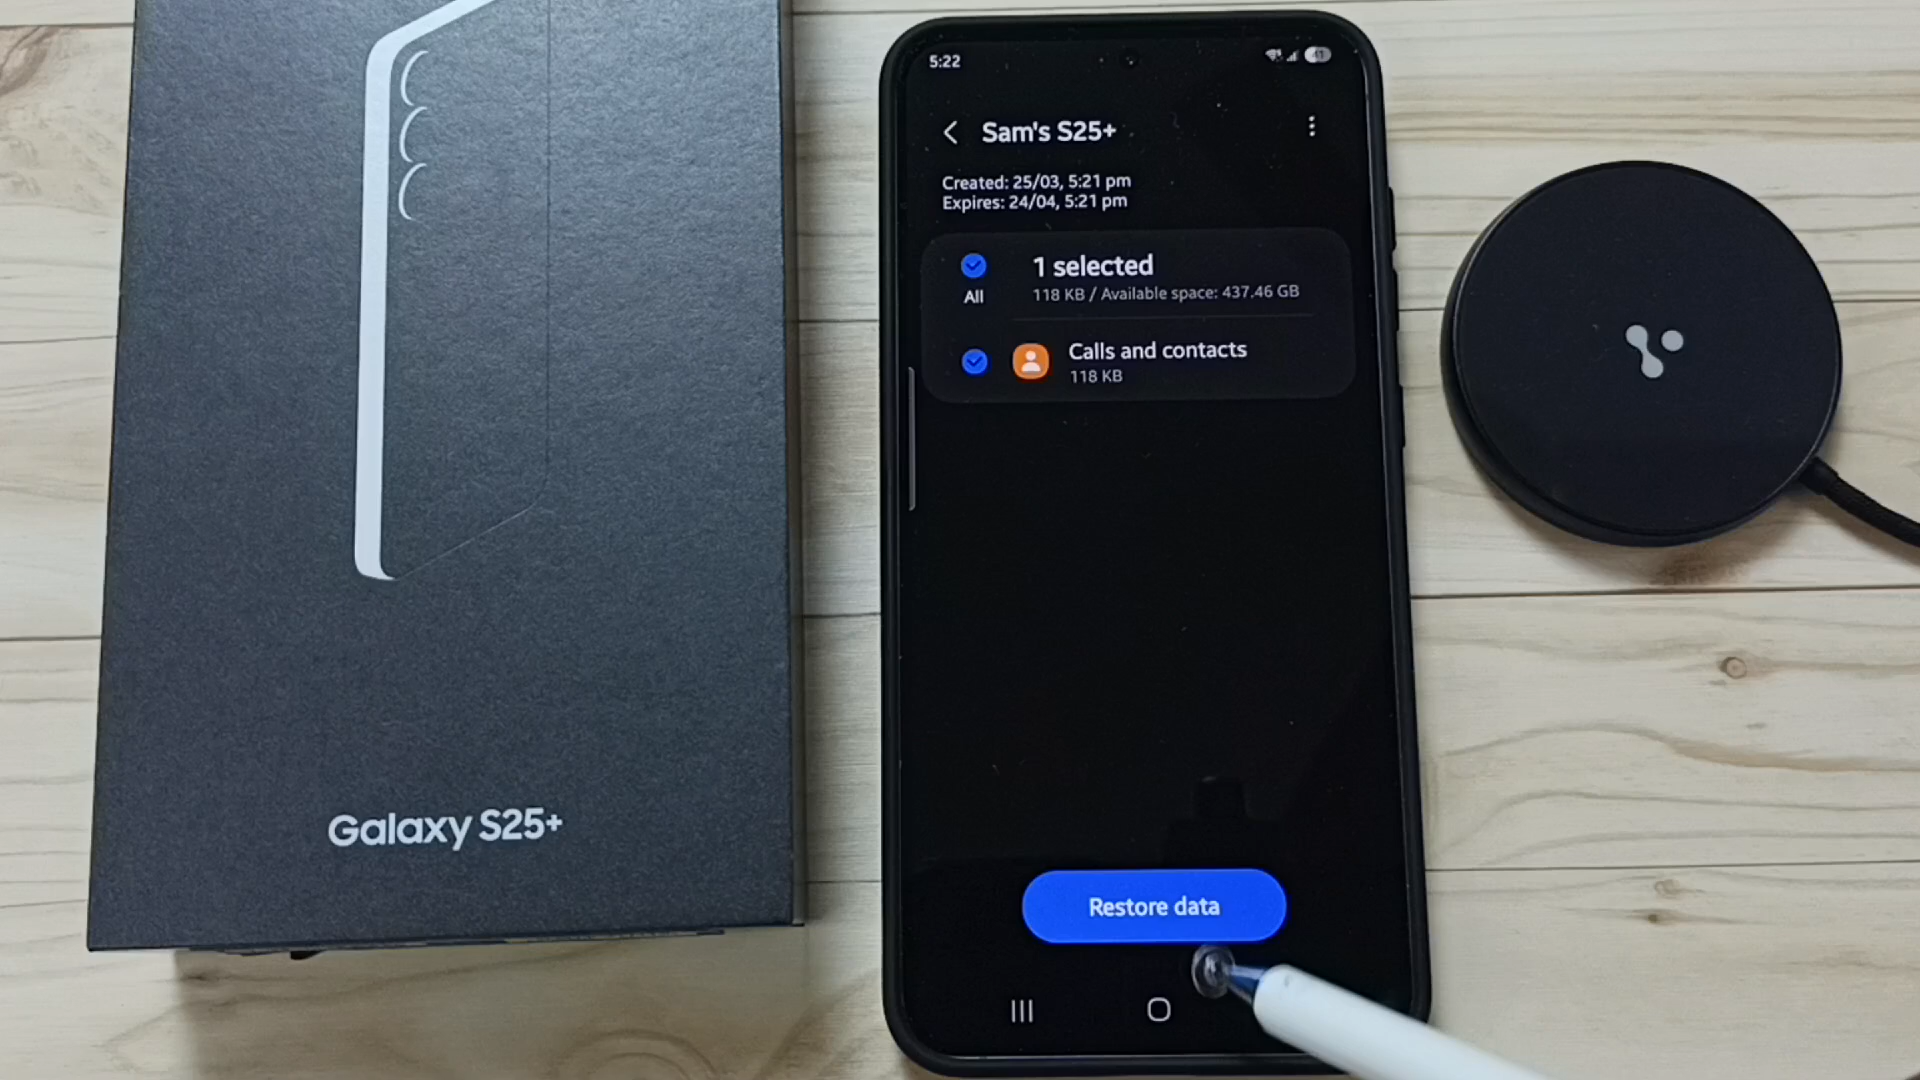 Galaxy S25+
5:22
Sam's S25+
Created: 25/03, 5:21 pm
Expires: 24/04, 5:21 pm
1 selected
All
118 KB / Available space: 437.46 GB
Calls and contacts
118 KB
Restore data